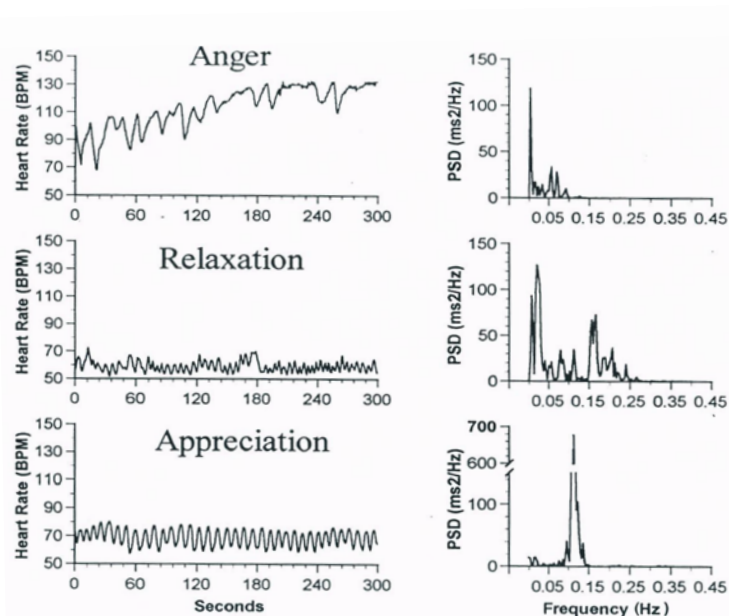 Anger
Heart Rate (BPM)
150
130
110
90
70
50
0 60 120 180 240 300
PSD (ms2/Hz)
150
100
50
0
0.05 0.15 0.25 0.35 0.45
Relaxation
Heart Rate (BPM)
150
130
110
90
70
50
0 60 120 180 240 300
PSD (ms2/Hz)
150
100
50
0
0.05 0.15 0.25 0.35 0.45
Appreciation
Heart Rate (BPM)
150
130
110
90
70
50
0 60 120 180 240 300
Seconds
PSD (ms2/Hz)
700
600
100
0
0.05 0.15 0.25 0.35 0.45
Frequency (Hz)